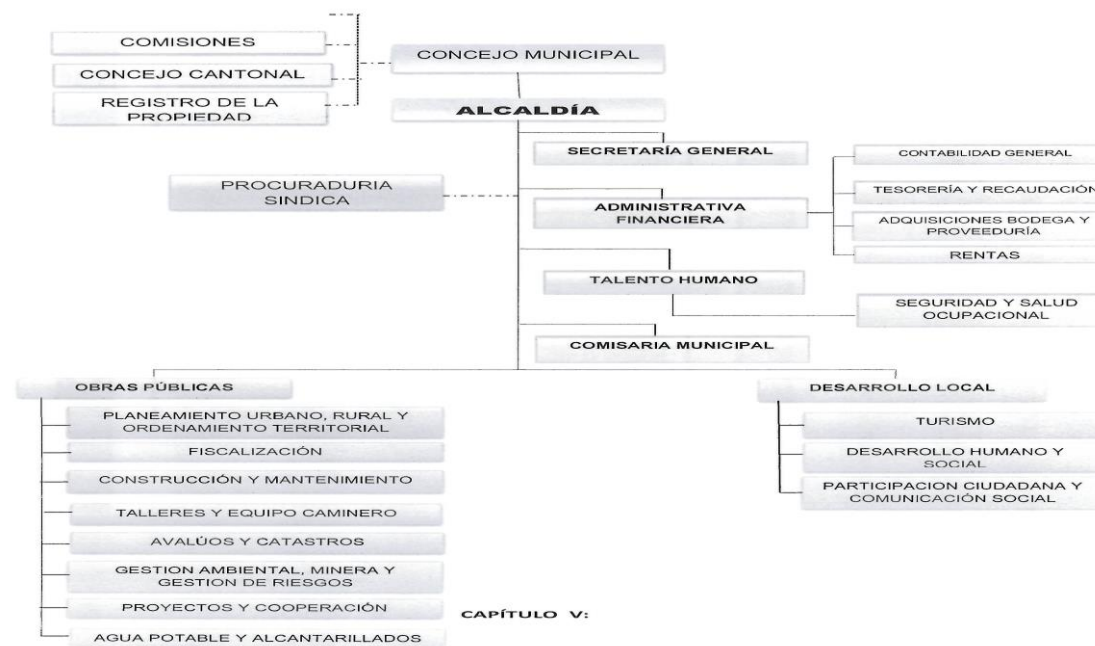 COMISIONES
CONCEJO CANTONAL
REGISTRO DE LA
PROPIEDAD
CONCEJO MUNICIPAL
ALCALDÍA
SECRETARÍA GENERAL
PROCURADURIA
SINDICA
ADMINISTRATIVA
FINANCIERA
CONTABILIDAD GENERAL
TESORERÍA Y RECAUDACIÓN
ADQUISICIONES BODEGA Y
PROVEEDURÍA
RENTAS
TALENTO HUMANO
SEGURIDAD Y SALUD
OCUPACIONAL
COMISARIA MUNICIPAL
OBRAS PÚBLICAS
PLANEAMIENTO URBANO, RURAL Y
ORDENAMIENTO TERRITORIAL
FISCALIZACIÓN
CONSTRUCCIÓN Y MANTENIMIENTO
TALLERES Y EQUIPO CAMINERO
AVALÚOS Y CATASTROS
GESTION AMBIENTAL, MINERA Y
GESTION DE RIESGOS
PROYECTOS Y COOPERACIÓN
AGUA POTABLE Y ALCANTARILLADOS
DESARROLLO LOCAL
TURISMO
DESARROLLO HUMANO Y
SOCIAL
PARTICIPACION CIUDADANA Y
COMUNICACIÓN SOCIAL
CAPÍTULO V: